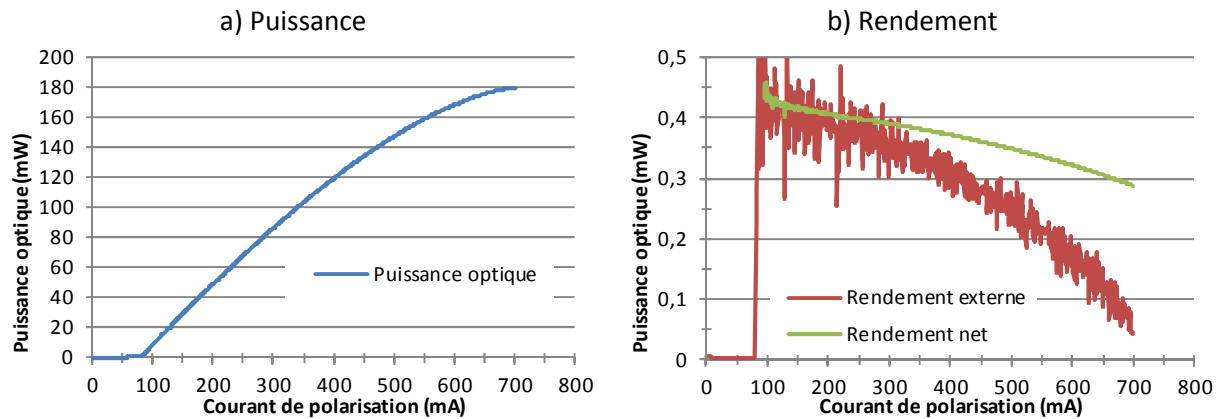 a) Puissance
200
180
160
140
120
100
80
60
40
20
0
Puissance optique (mW)
Puissance optique
0 100 200 300 400 500 600 700 800
Courant de polarisation (mA)
b) Rendement
0,5
0,4
0,3
0,2
0,1
0
Puissance optique (mW)
Rendement externe
Rendement net
0 100 200 300 400 500 600 700 800
Courant de polarisation (mA)